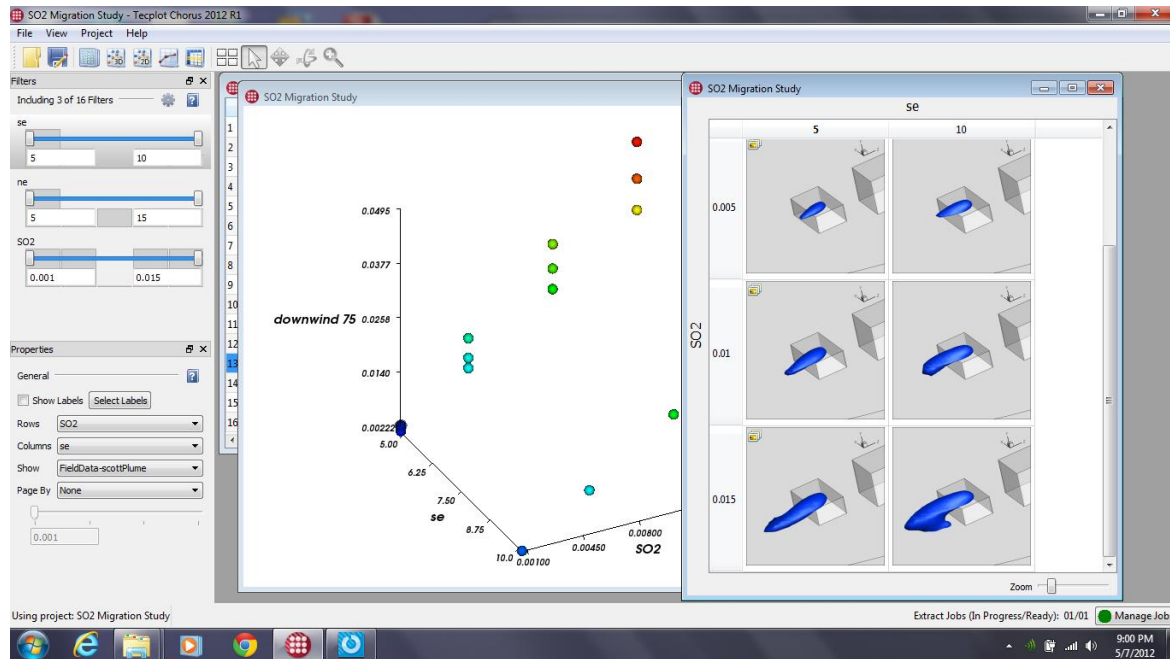 SO2 Migration Study - Tecplot Chorus 2012 R1
File View Project Help
Filters
Including 3 of 16 Filters
se
5 10
ne
5 15
SO2
0.001 0.015
Properties
General
Show Labels Select Labels
Rows SO2
Columns se
Show FieldData-scottPlume
Page By None
0.001
1
2
3
4
5
6
7
8
9
10
11
12
13
14
15
16
SO2 Migration Study
0.0495
0.0377
downwind 75 0.0258
0.0140
0.00222
5.00
6.25
7.50
se
8.75
10.0 0.00100
0.00450
0.00800
SO2
SO2 Migration Study
se
5 10
0.005
SO2
0.01
0.015
Zoom
Using project: SO2 Migration Study
Extract Jobs (In Progress/Ready): 01/01 Manage Job
9:00 PM
5/7/2012